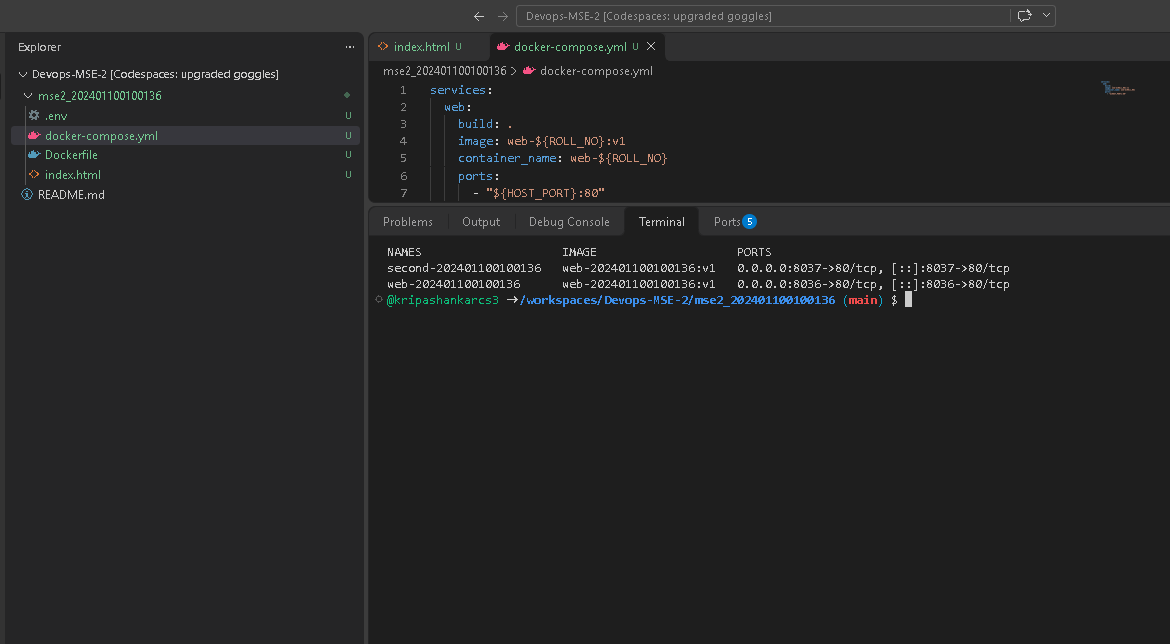 Devops-MSE-2 [Codespaces: upgraded goggles]
Explorer
Devops-MSE-2 [Codespaces: upgraded goggles]
mse2_202401100100136
.env U
docker-compose.yml U
Dockerfile U
index.html U
README.md
index.html U docker-compose.yml U
mse2_202401100100136 > docker-compose.yml
1 services:
2 web:
3 build: .
4 image: web-${ROLL_NO}:v1
5 container_name: web-${ROLL_NO}
6 ports:
7 - "${HOST_PORT}:80"
Problems Output Debug Console Terminal Ports 5
NAMES IMAGE PORTS
second-202401100100136 web-202401100100136:v1 0.0.0.0:8037->80/tcp, [::]:8037->80/tcp
web-202401100100136 web-202401100100136:v1 0.0.0.0:8036->80/tcp, [::]:8036->80/tcp
@kripashankarcs3 → /workspaces/Devops-MSE-2/mse2_202401100100136 (main) $